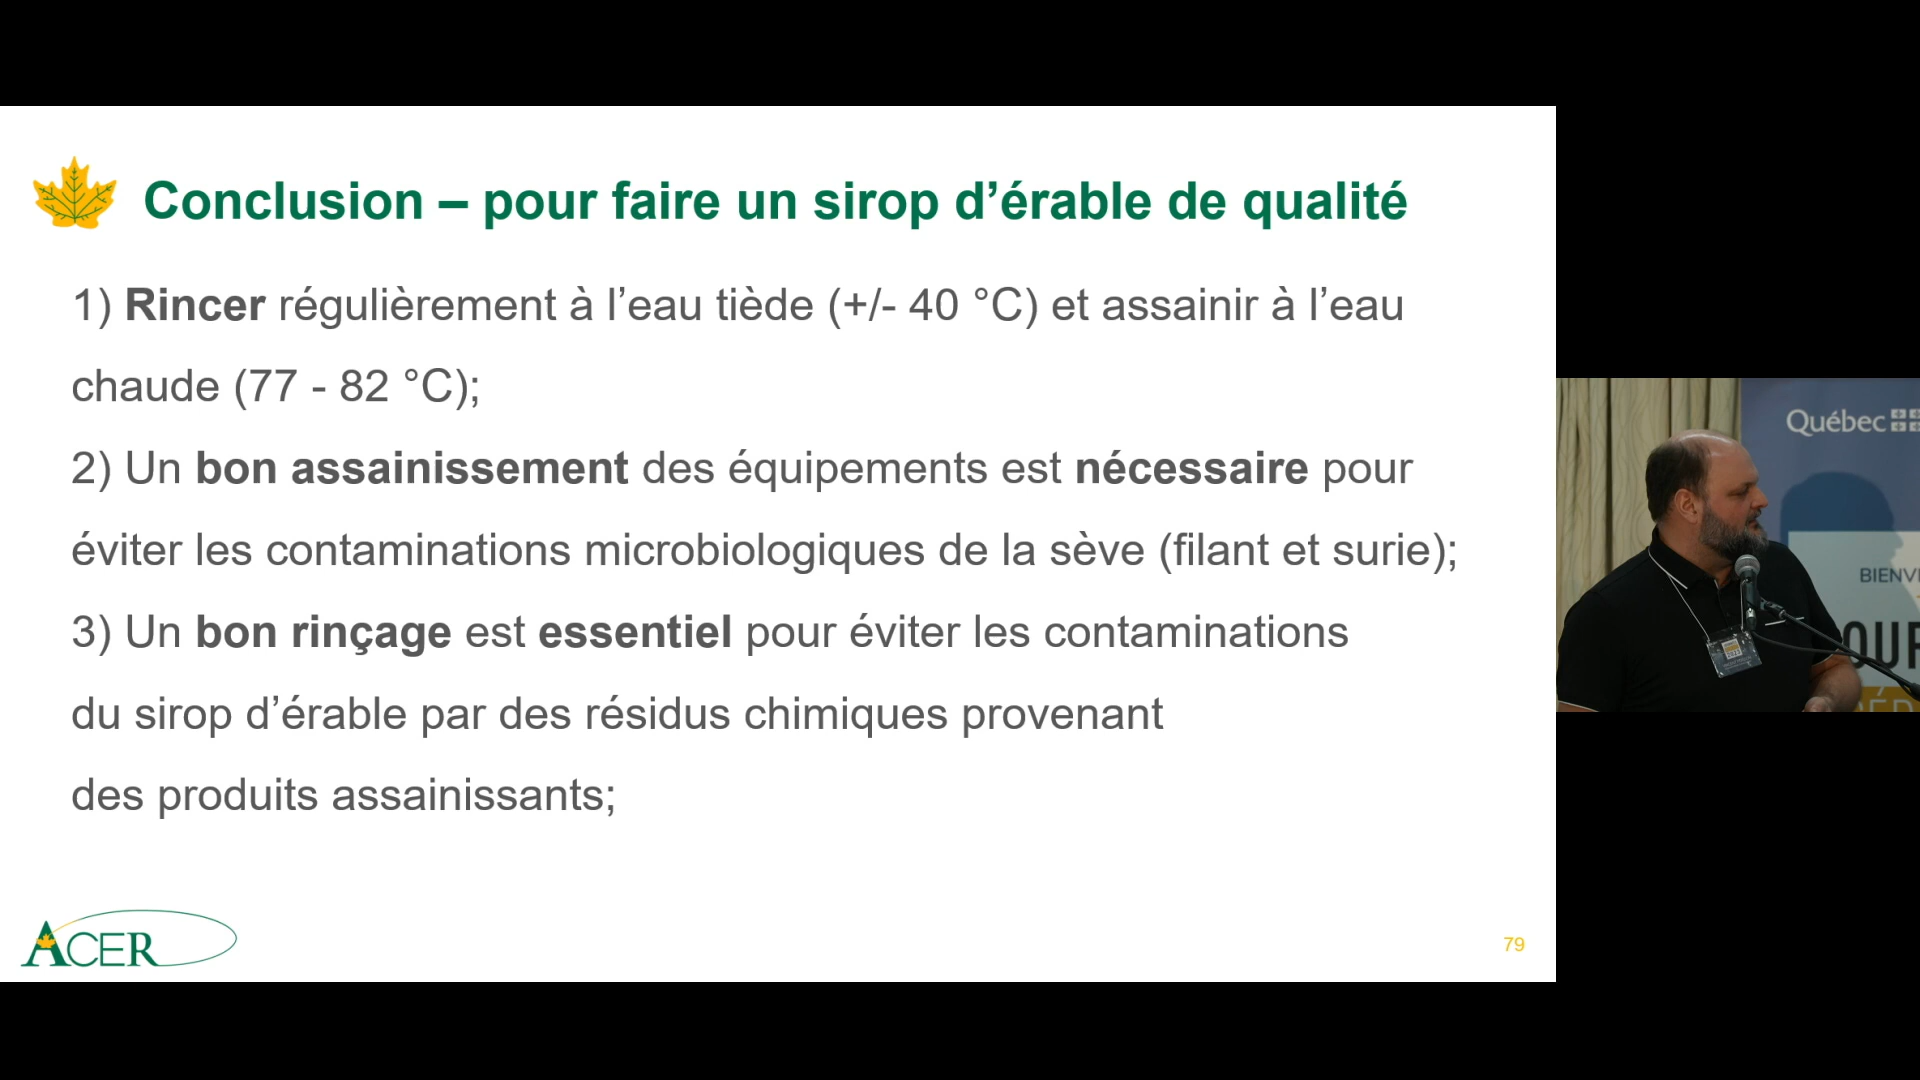 Conclusion – pour faire un sirop d’érable de qualité
1) Rincer régulièrement à l’eau tiède (+/- 40 °C) et assainir à l’eau
chaude (77 - 82 °C);
2) Un bon assainissement des équipements est nécessaire pour
éviter les contaminations microbiologiques de la sève (filant et surie);
3) Un bon rinçage est essentiel pour éviter les contaminations
du sirop d’érable par des résidus chimiques provenant
des produits assainissants;
ACER
79
Québec
BIENV
OUR